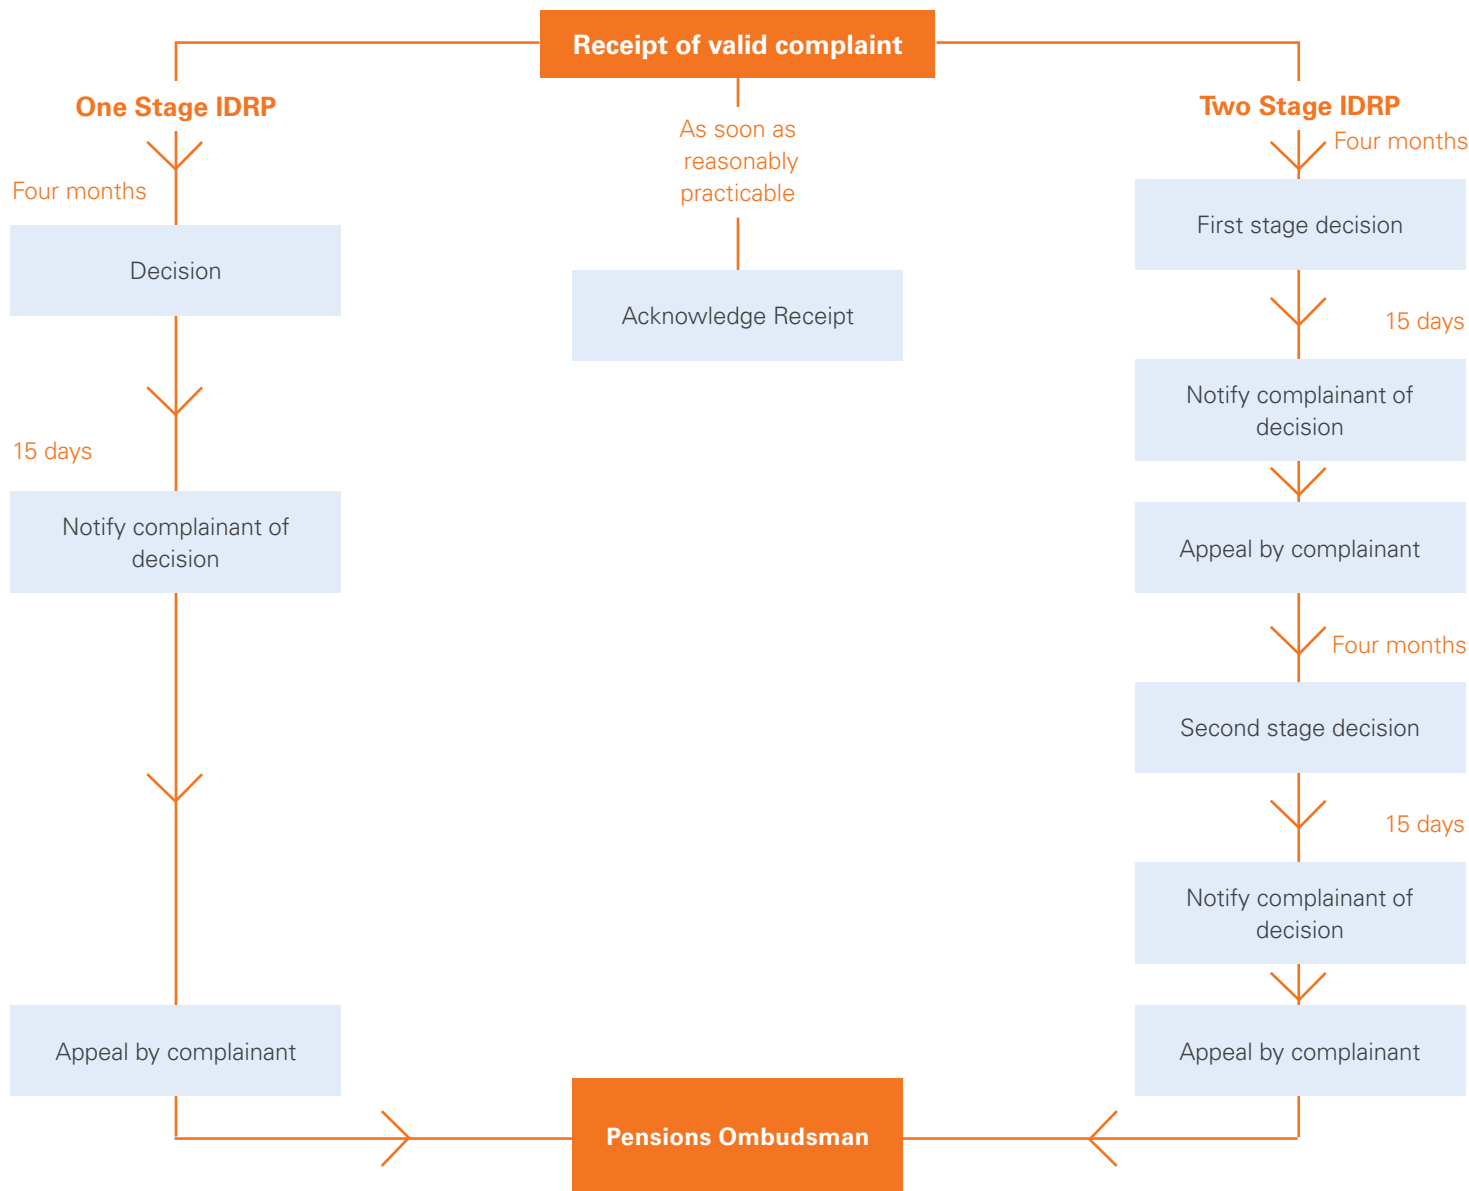 Receipt of valid complaint
One Stage IDRP
Four months
Decision
15 days
Notify complainant of
decision
Appeal by complainant
As soon as
reasonably
practicable
Acknowledge Receipt
Two Stage IDRP
Four months
First stage decision
15 days
Notify complainant of
decision
Appeal by complainant
Four months
Second stage decision
15 days
Notify complainant of
decision
Appeal by complainant
Pensions Ombudsman